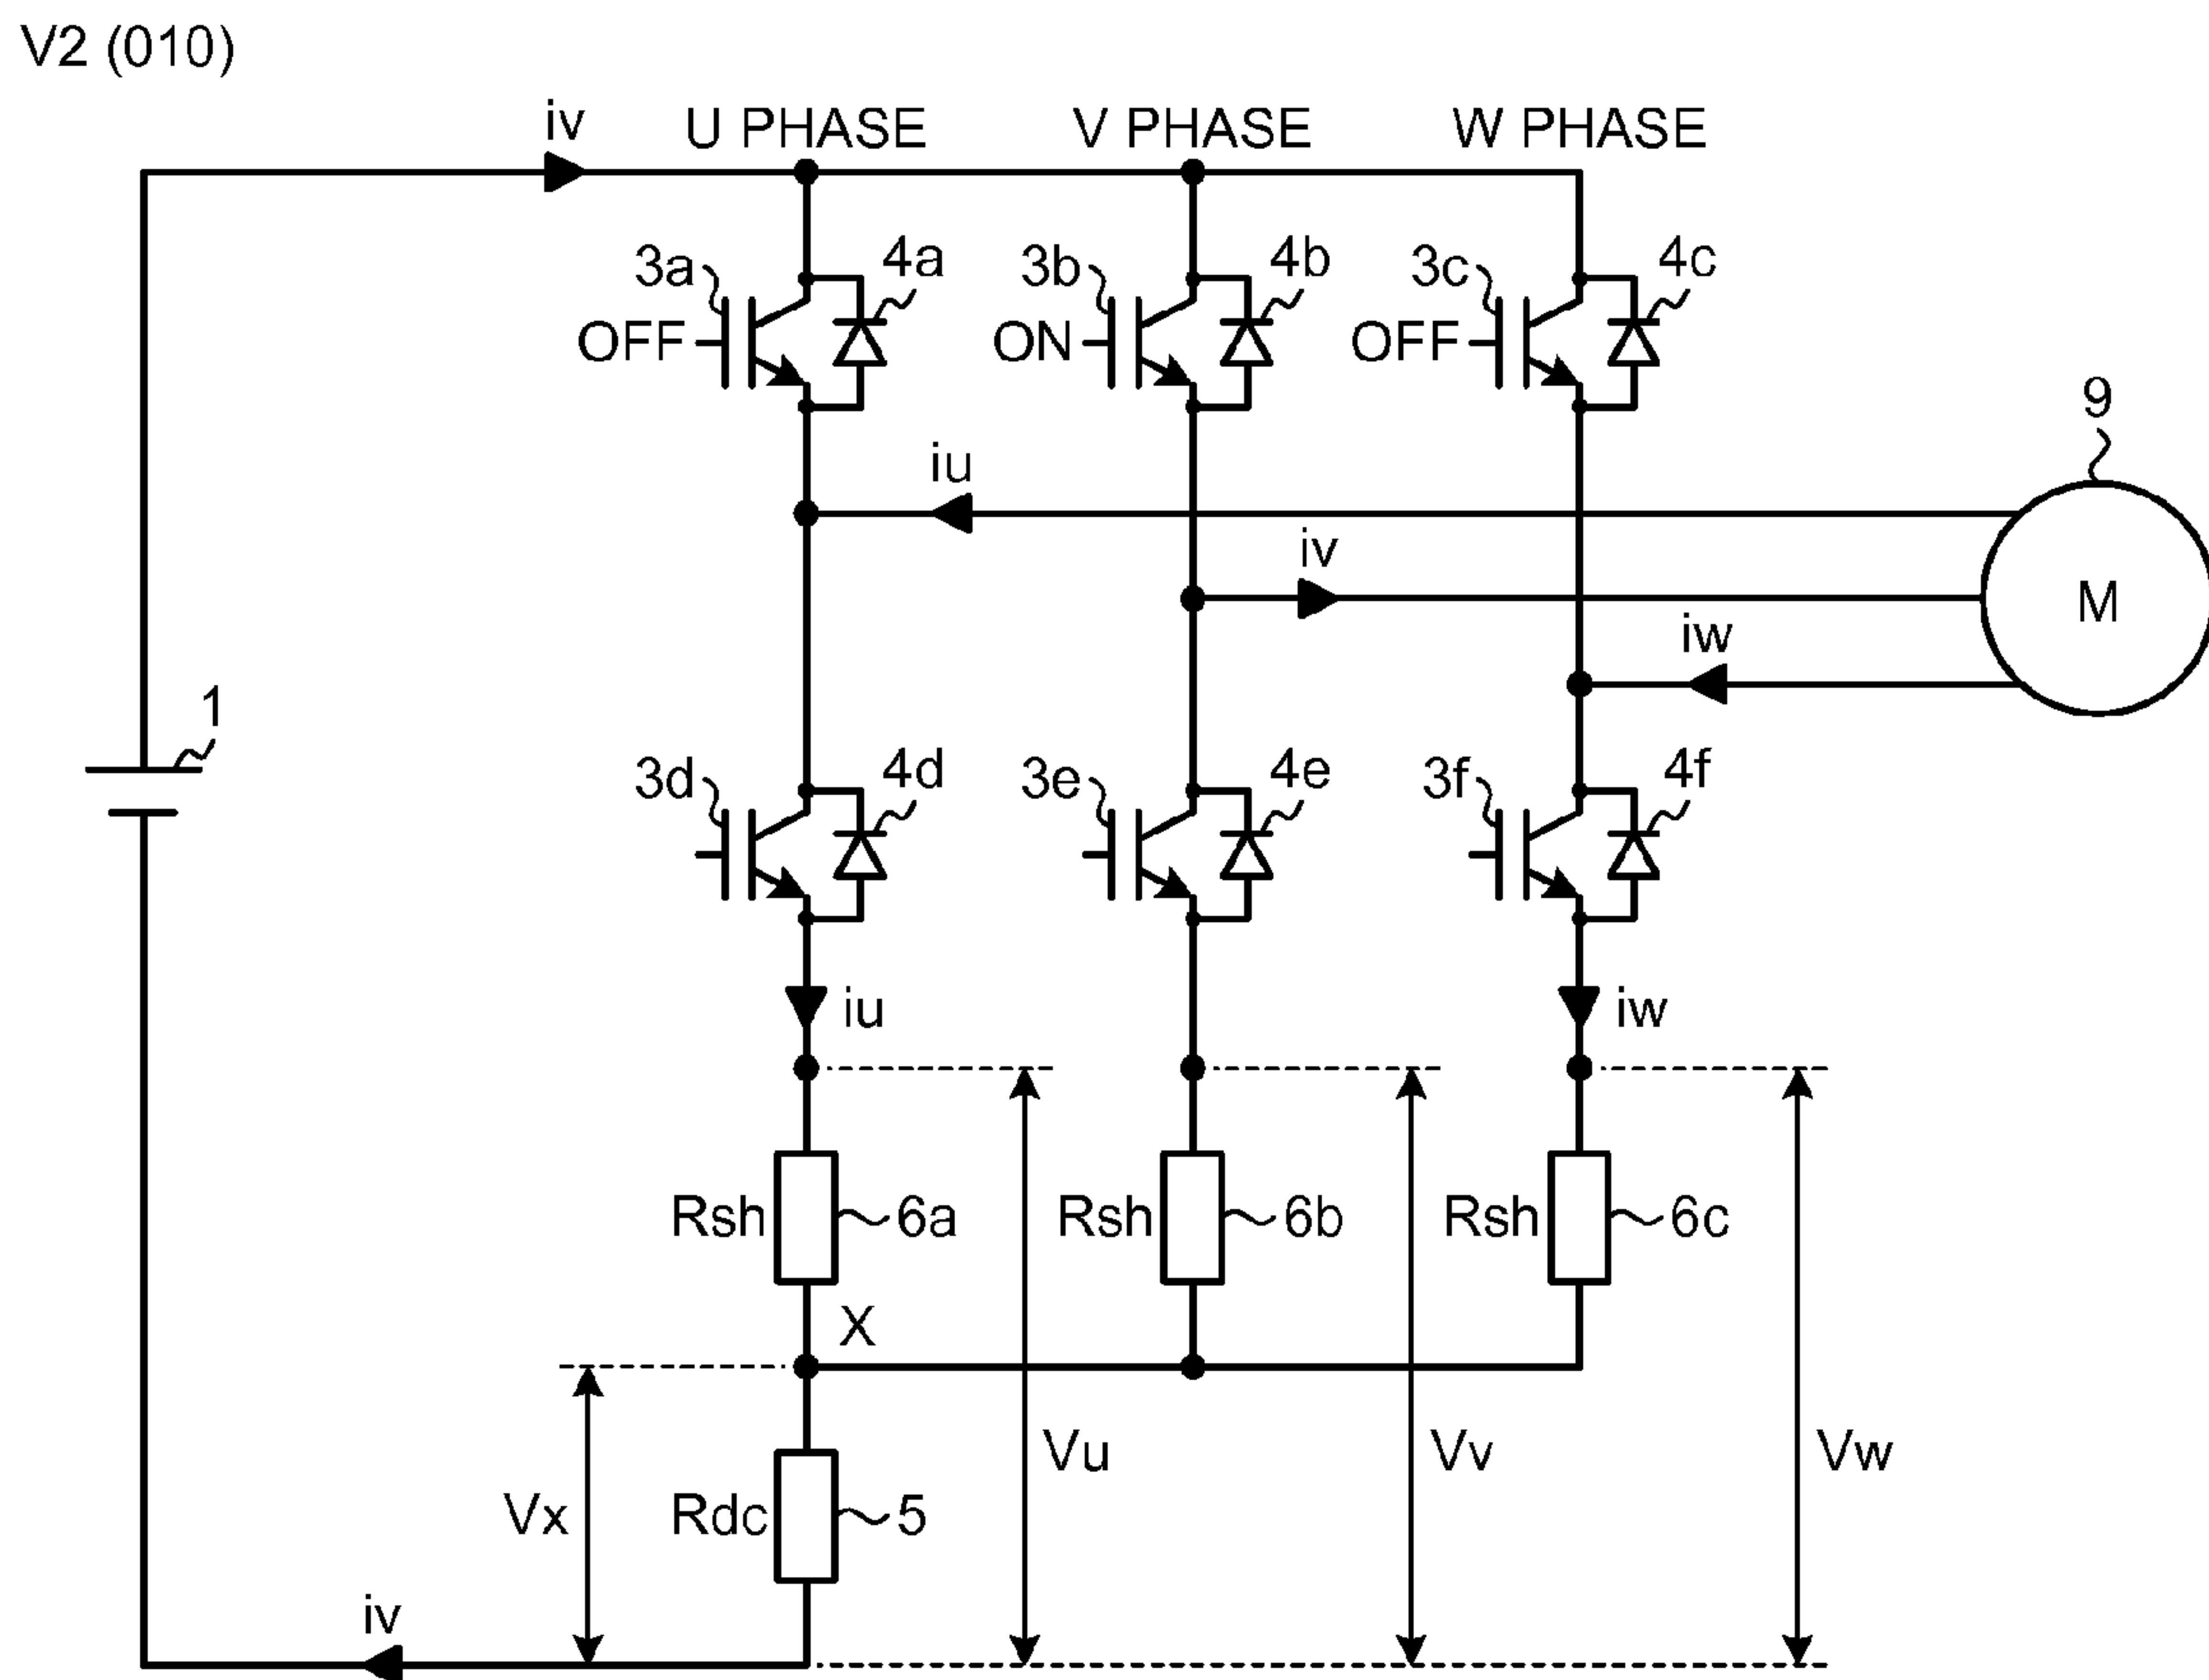 V2 (010)
iv
U PHASE
V PHASE
W PHASE
3a
4a
3b
4b
3c
4c
OFF
ON
OFF
9
iu
iv
M
iw
1
3d
4d
3e
4e
3f
4f
iu
iw
Rsh
6a
Rsh
6b
Rsh
6c
X
Vu
Vv
Vw
Vx
Rdc
5
iv